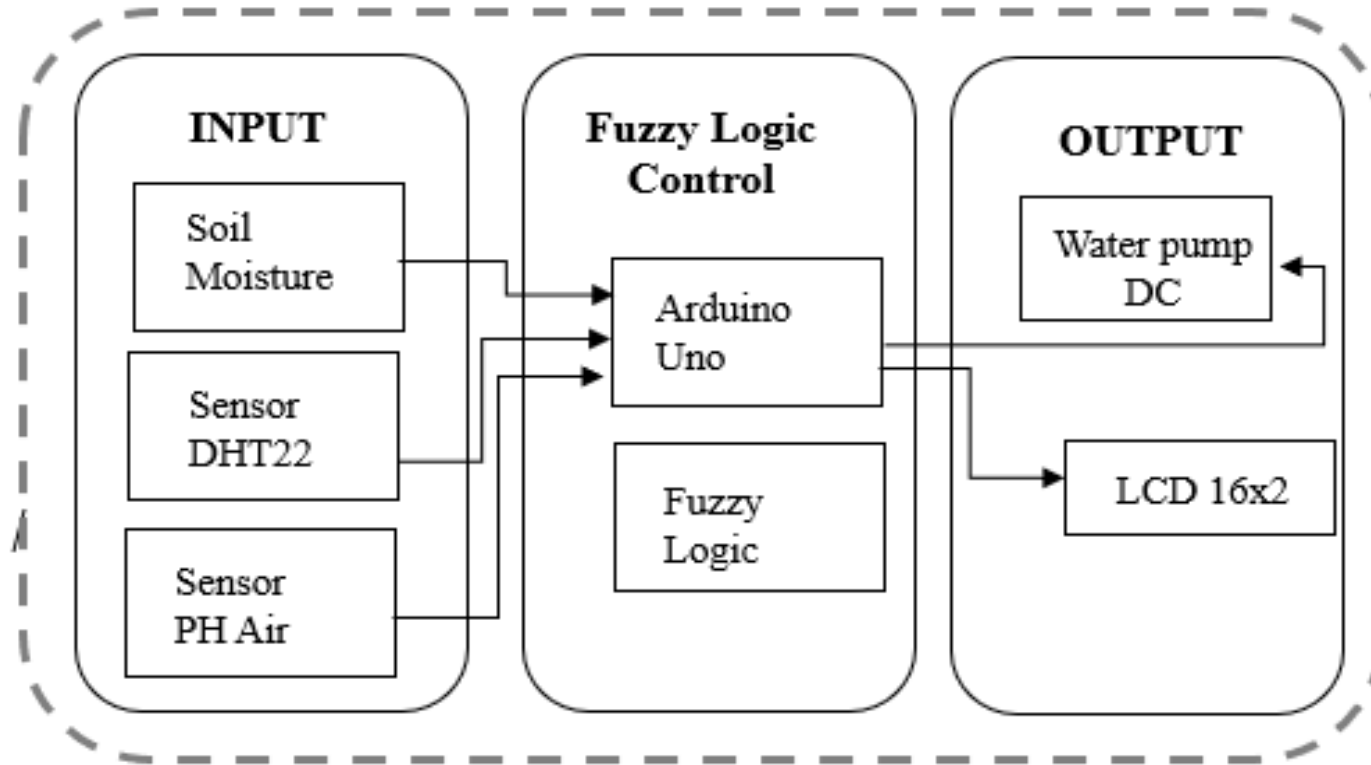 INPUT
Soil
Moisture
Sensor
DHT22
Sensor
PH Air
Fuzzy Logic
Control
Arduino
Uno
Fuzzy
Logic
OUTPUT
Water pump
DC
LCD 16x2